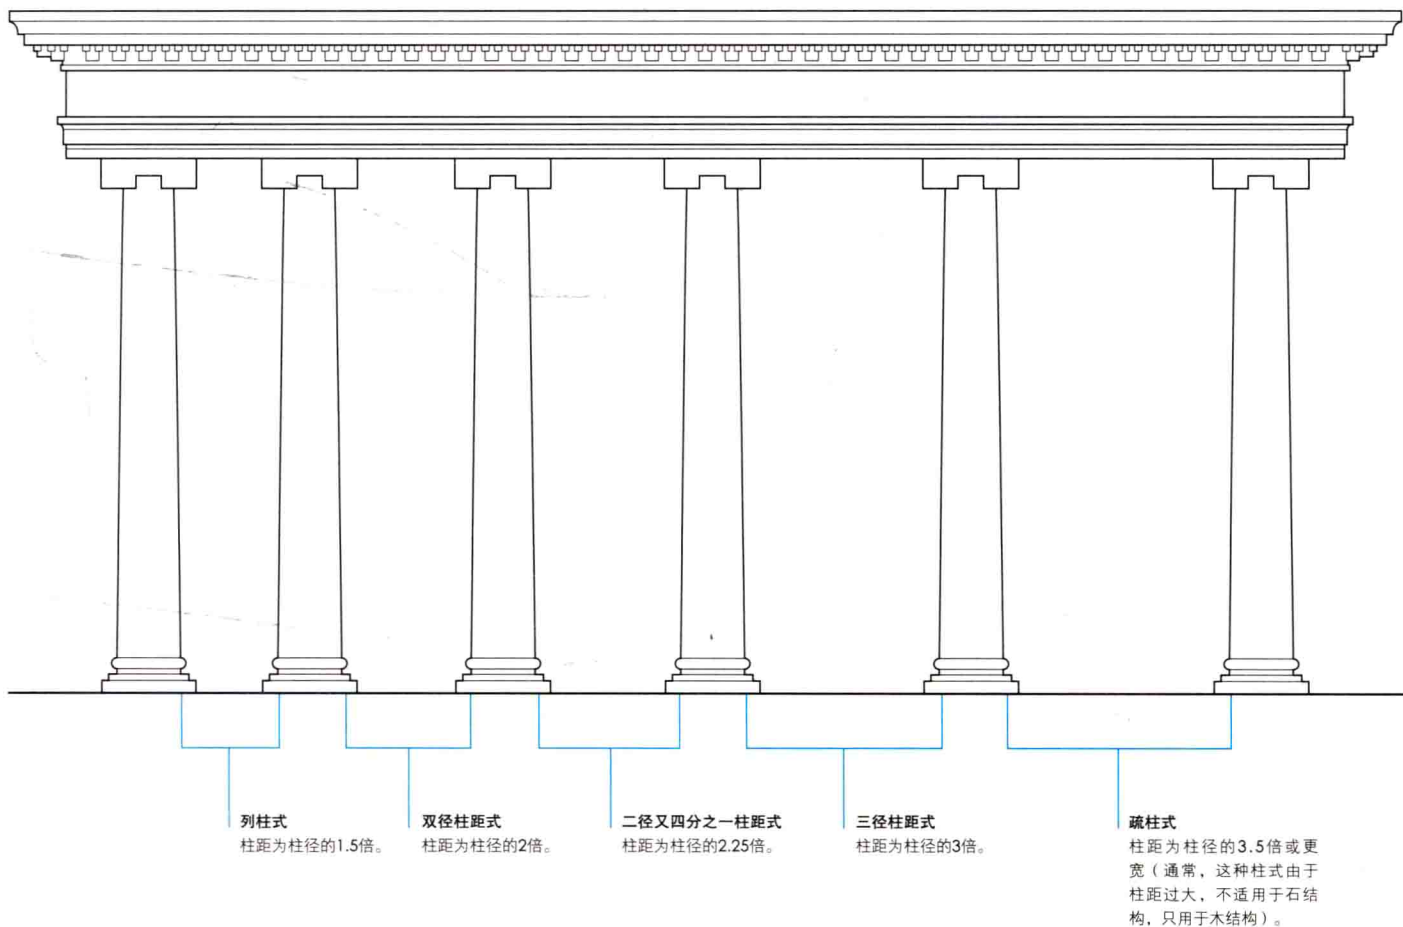 列柱式
柱距为柱径的1.5倍。
双径柱距式
柱距为柱径的2倍。
二径又四分之一柱距式
柱距为柱径的2.25倍。
三径柱距式
柱距为柱径的3倍。
疏柱式
柱距为柱径的3.5倍或更
宽（通常，这种柱式由于
柱距过大，不适用于石结
构，只用于木结构）。